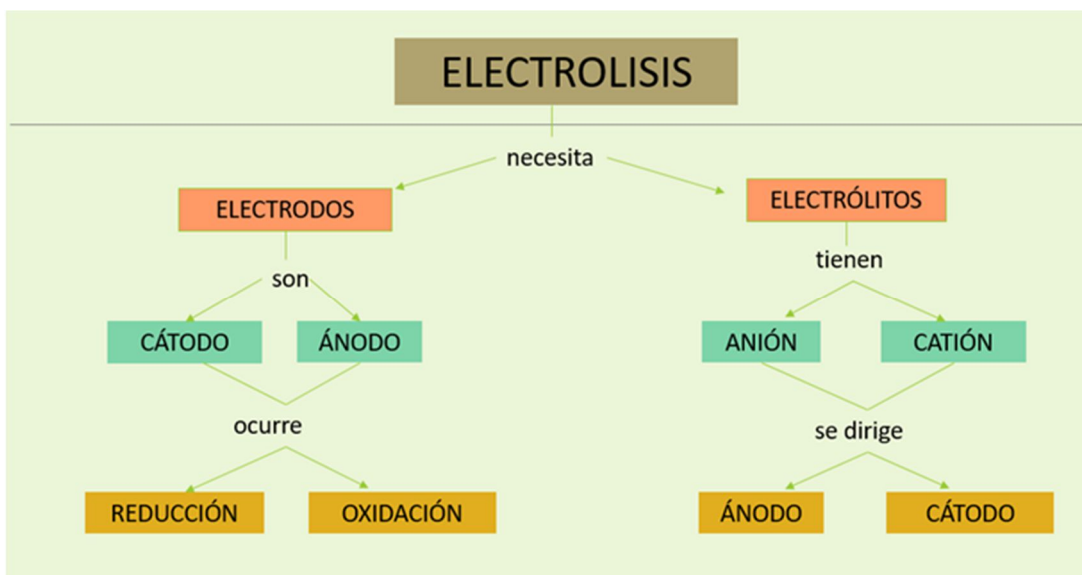 ELECTROLISIS
necesita
ELECTRODOS
ELECTRÓLITOS
son
tienen
CÁTODO
ÁNODO
ANIÓN
CATIÓN
ocurre
se dirige
REDUCCIÓN
OXIDACIÓN
ÁNODO
CÁTODO